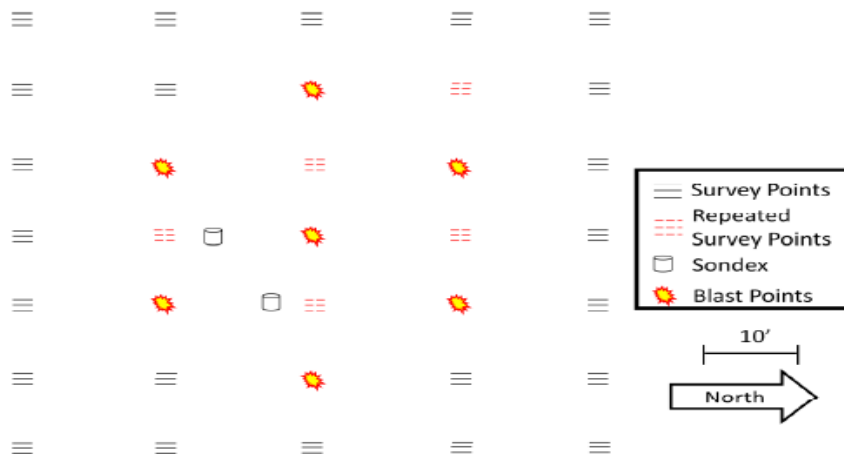 Survey Points
Repeated
Survey Points
Sondex
Blast Points
10'
North